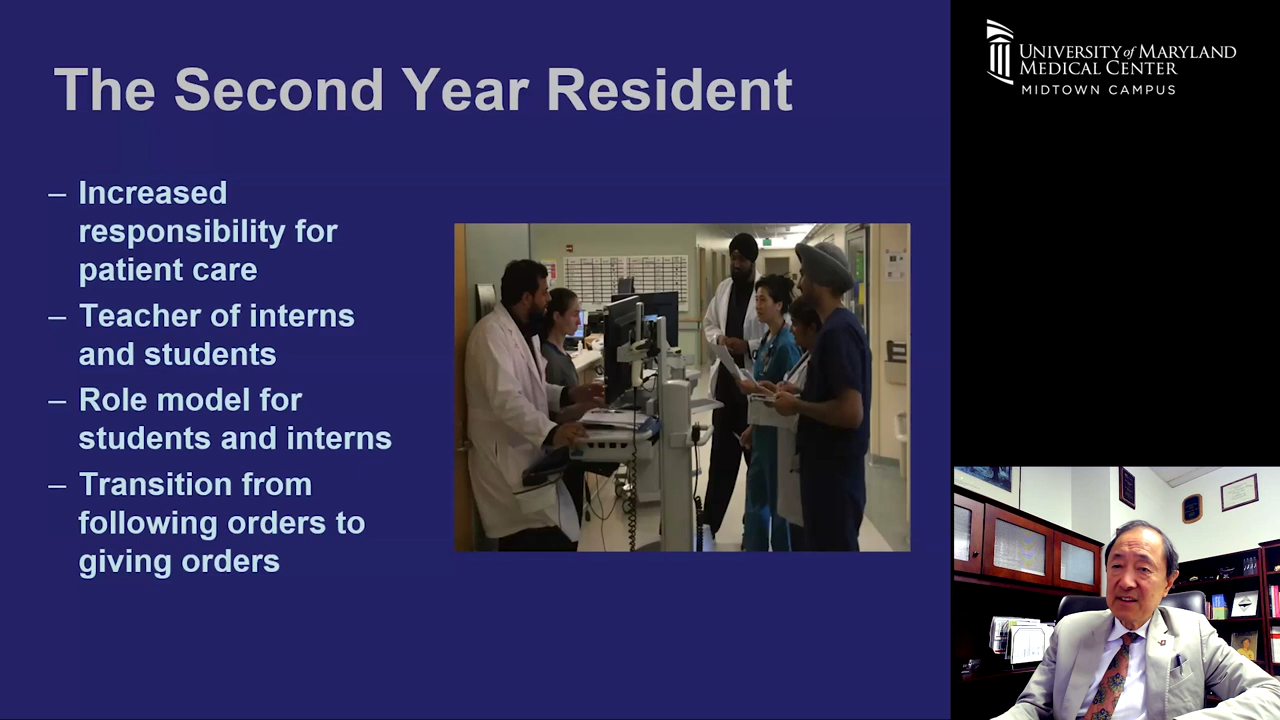 The Second Year Resident
– Increased
responsibility for
patient care
– Teacher of interns
and students
– Role model for
students and interns
– Transition from
following orders to
giving orders
UNIVERSITY of MARYLAND
MEDICAL CENTER
MIDTOWN CAMPUS